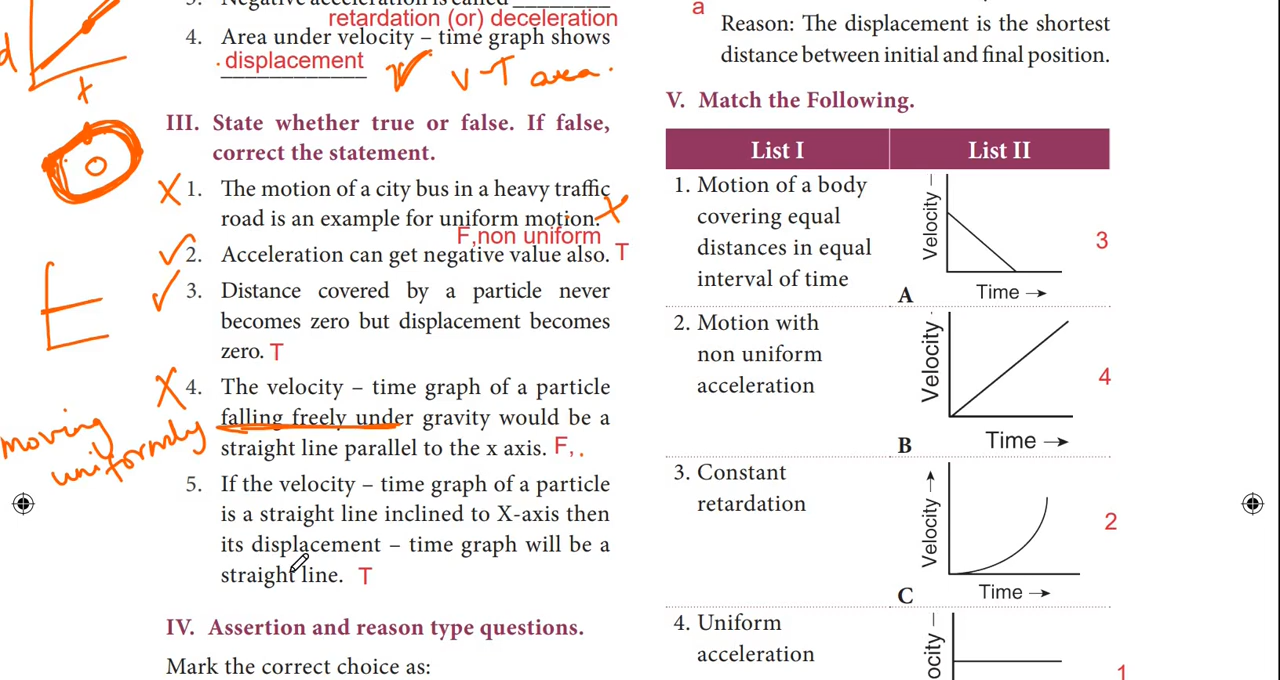 3. Negative acceleration is called ________
retardation (or) deceleration
4. Area under velocity – time graph shows
displacement
V-T area.
d
t
III. State whether true or false. If false,
correct the statement.
1. The motion of a city bus in a heavy traffic
road is an example for uniform motion.
F,non uniform
2. Acceleration can get negative value also. T
3. Distance covered by a particle never
becomes zero but displacement becomes
zero. T
4. The velocity – time graph of a particle
falling freely under gravity would be a
straight line parallel to the x axis. F,.
moving
uniformly
5. If the velocity – time graph of a particle
is a straight line inclined to X-axis then
its displacement – time graph will be a
straight line. T
IV. Assertion and reason type questions.
Mark the correct choice as:
a
Reason: The displacement is the shortest
distance between initial and final position.
V. Match the Following.
List I List II
1. Motion of a body
covering equal
distances in equal
interval of time
Velocity
Time
A
3
2. Motion with
non uniform
acceleration
Velocity
Time
B
4
3. Constant
retardation
Velocity
Time
C
2
4. Uniform
acceleration
ocity
1